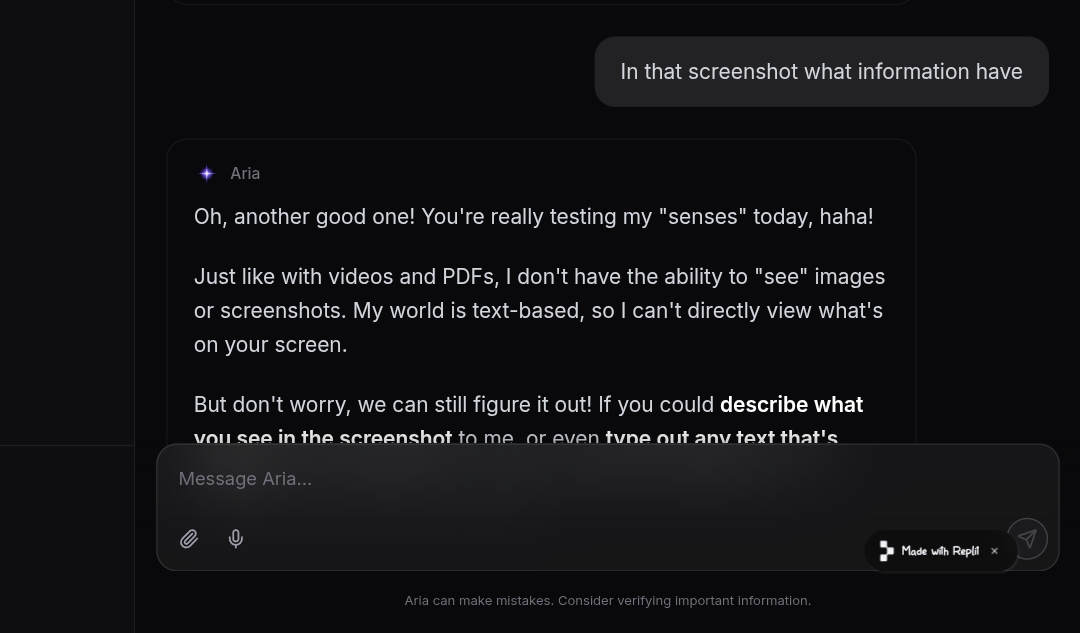 In that screenshot what information have
Aria
Oh, another good one! You're really testing my "senses" today, haha!
Just like with videos and PDFs, I don't have the ability to "see" images
or screenshots. My world is text-based, so I can't directly view what's
on your screen.
But don't worry, we can still figure it out! If you could describe what
you see in the screenshot to me, or even type out any text that's
Message Aria...
Made with Replit
Aria can make mistakes. Consider verifying important information.